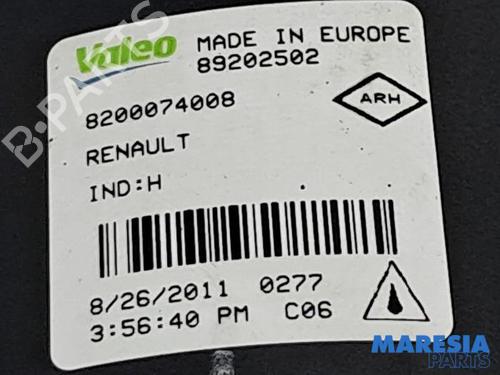 Valeo MADE IN EUROPE
89202502
8200074008
ARH
RENAULT
IND:H
8/26/2011 0277
3:56:40 PM C06
B-PARTS
MARESIA
Parts